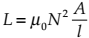 L = μ₀N² A/l